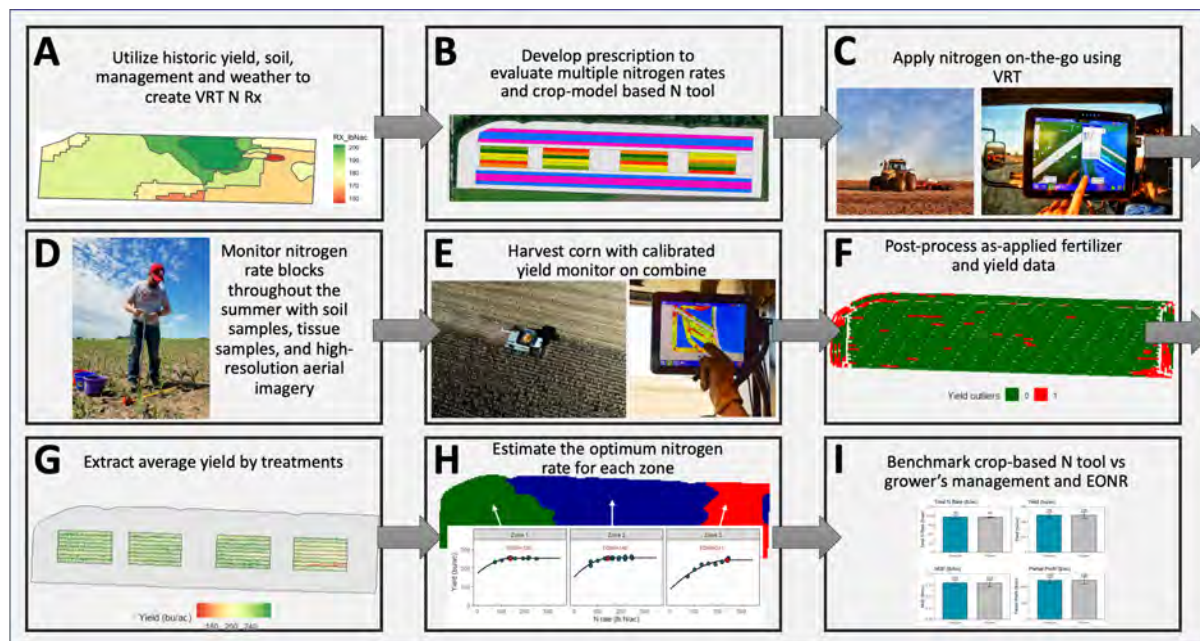 A
Utilize historic yield, soil,
management and weather to
create VRT N Rx
RX_lbNac
200
190
180
170
160
B
Develop prescription to
evaluate multiple nitrogen rates
and crop-model based N tool
C
Apply nitrogen on-the-go using
VRT
D
Monitor nitrogen
rate blocks
throughout the
summer with soil
samples, tissue
samples, and high-
resolution aerial
imagery
E
Harvest corn with calibrated
yield monitor on combine
F
Post-process as-applied fertilizer
and yield data
Yield outliers 0 1
G
Extract average yield by treatments
Yield (bu/ac)
160 200 240
H
Estimate the optimum nitrogen
rate for each zone
Zone 1 Zone 2 Zone 3
Yield (bu/ac)
N rate (lb N/ac)
I
Benchmark crop-based N tool vs
grower's management and EONR